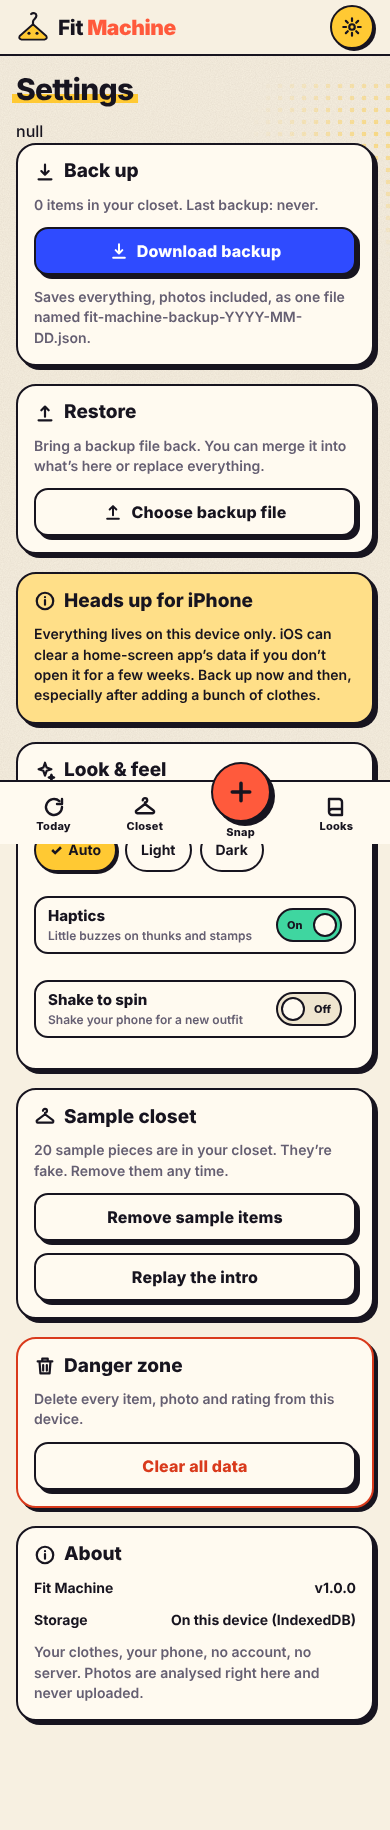 Fit Machine
Settings
null
Back up
0 items in your closet. Last backup: never.
Download backup
Saves everything, photos included, as one file
named fit-machine-backup-YYYY-MM-
DD.json.
Restore
Bring a backup file back. You can merge it into
what’s here or replace everything.
Choose backup file
Heads up for iPhone
Everything lives on this device only. iOS can
clear a home-screen app’s data if you don’t
open it for a few weeks. Back up now and then,
especially after adding a bunch of clothes.
Look & feel
Today
Closet
Snap
Looks
Auto
Light
Dark
Haptics
Little buzzes on thunks and stamps
On
Shake to spin
Shake your phone for a new outfit
Off
Sample closet
20 sample pieces are in your closet. They’re
fake. Remove them any time.
Remove sample items
Replay the intro
Danger zone
Delete every item, photo and rating from this
device.
Clear all data
About
Fit Machine v1.0.0
Storage On this device (IndexedDB)
Your clothes, your phone, no account, no
server. Photos are analysed right here and
never uploaded.